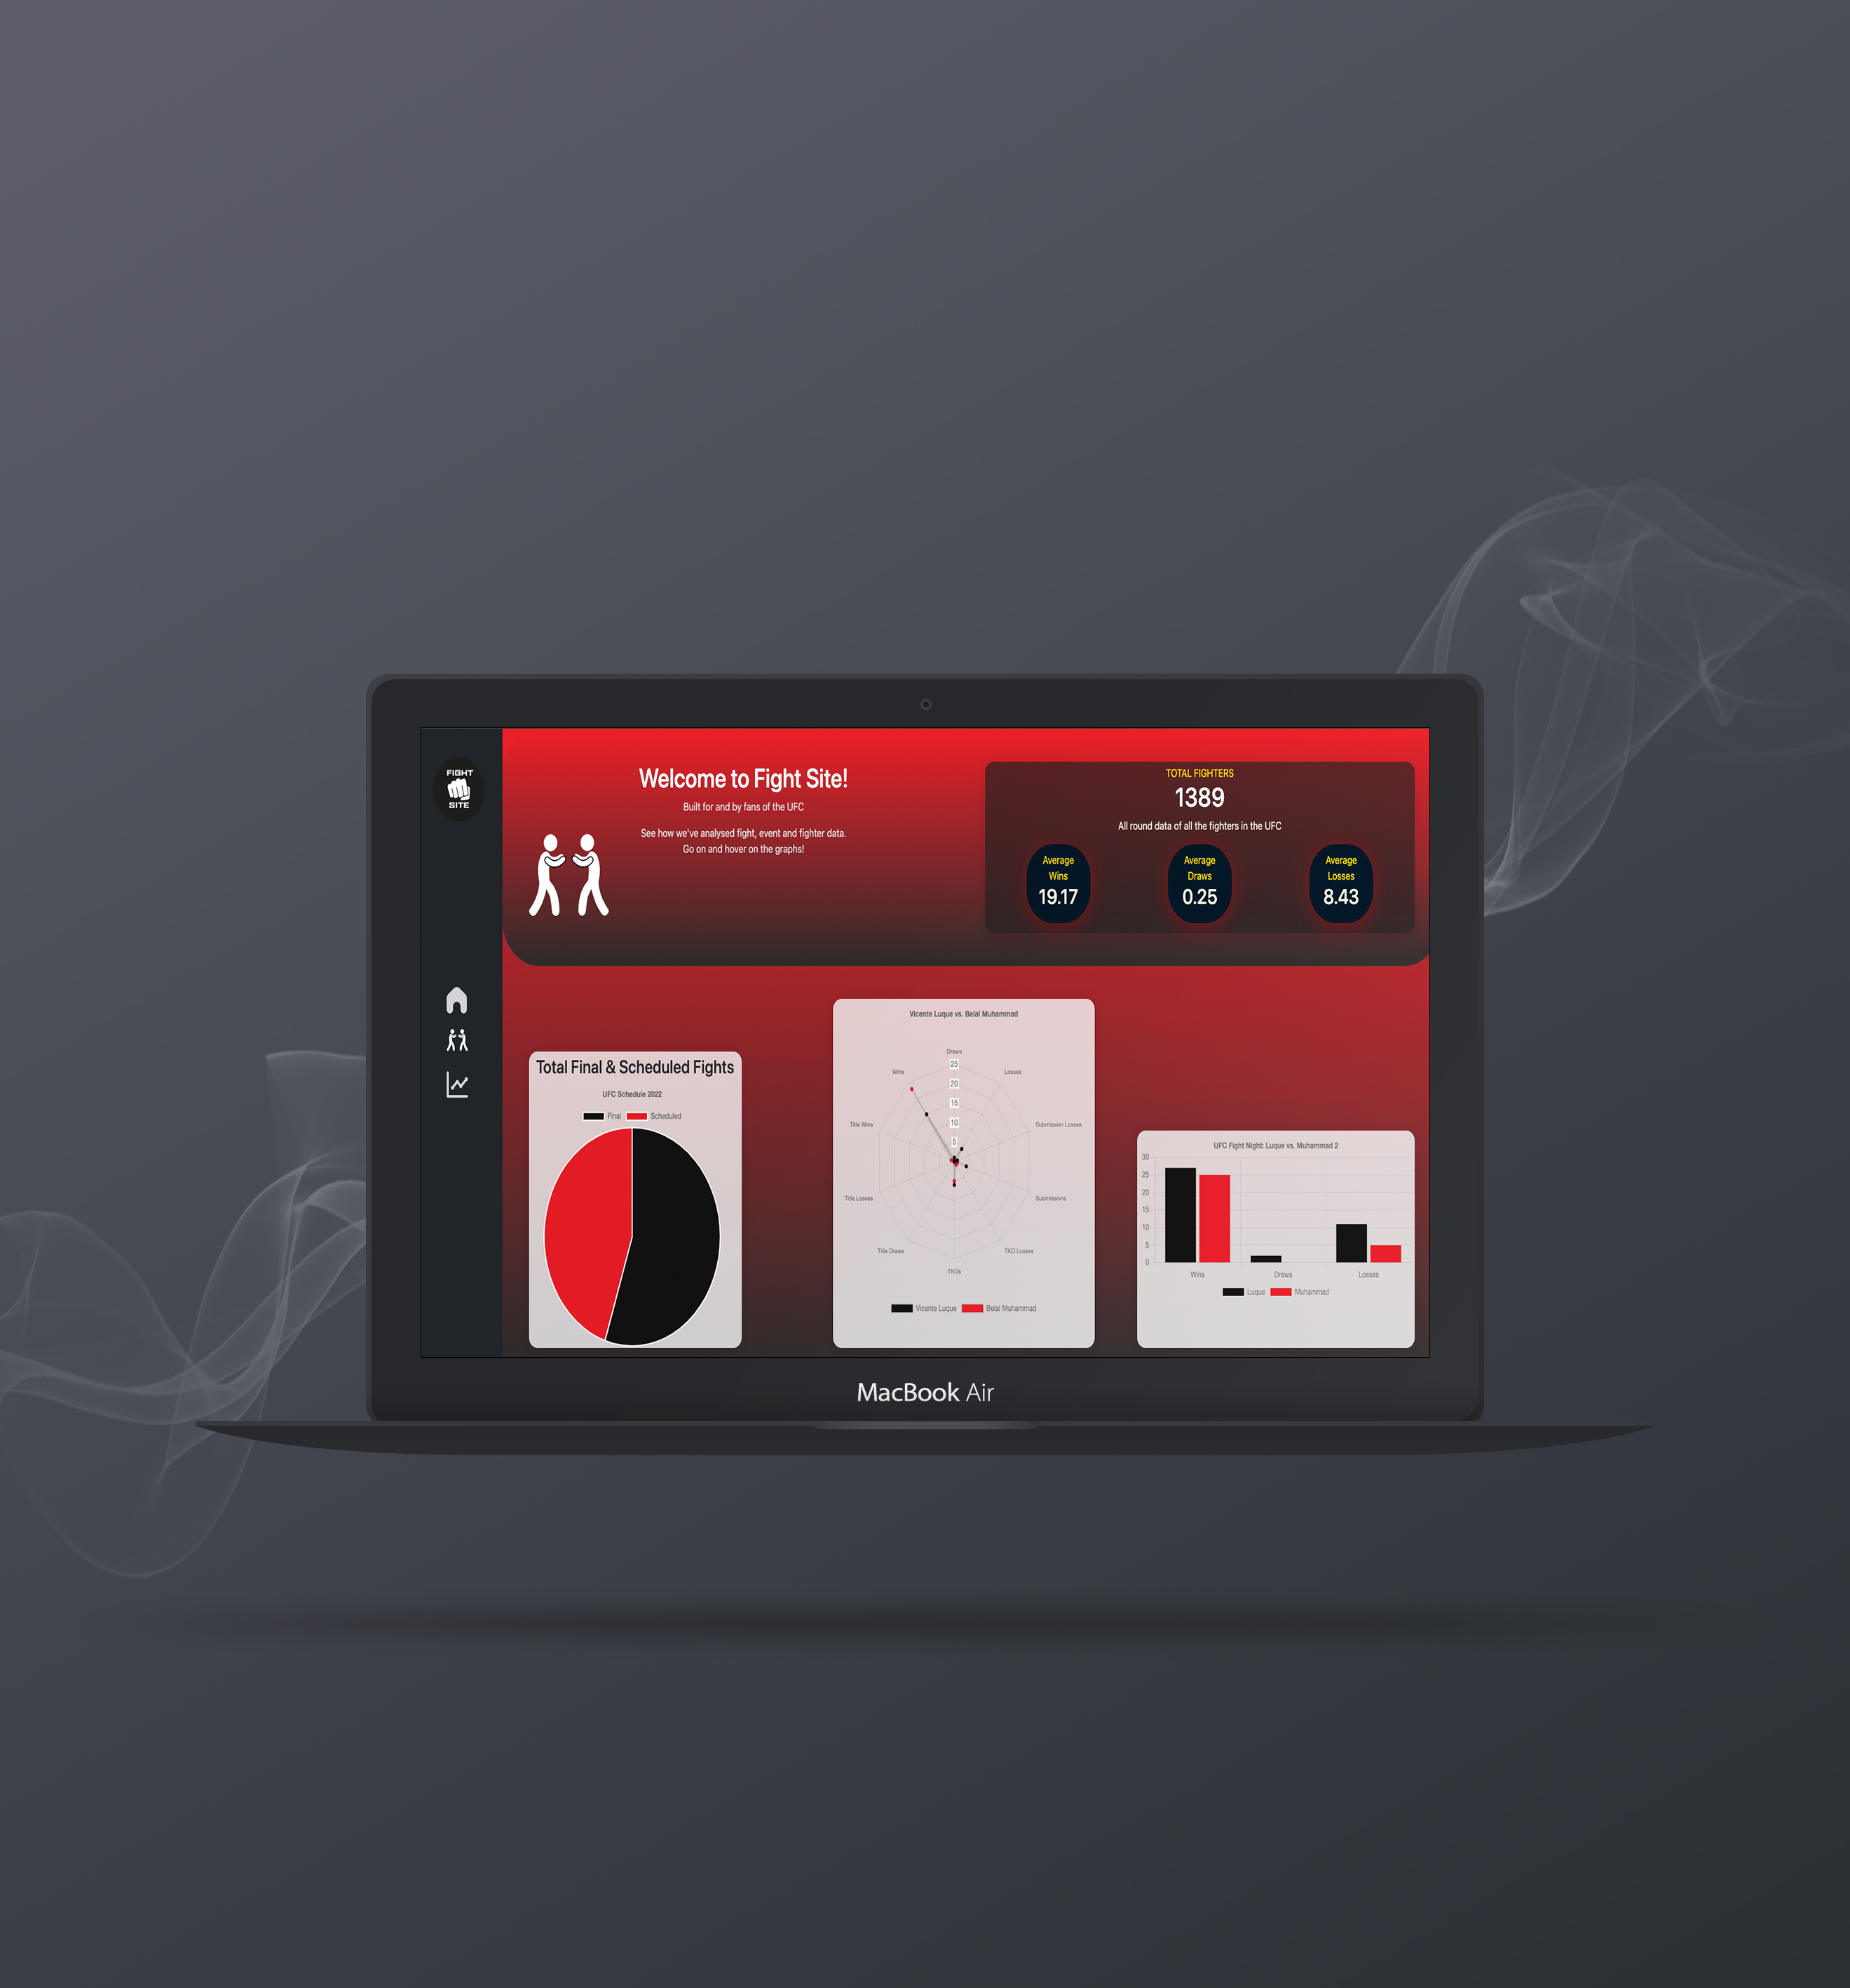 FIGHT
SITE
Welcome to Fight Site!
Built for and by fans of the UFC
See how we've analysed fight, event and fighter data.
Go on and hover on the graphs!
TOTAL FIGHTERS
1389
All round data of all the fighters in the UFC
Average
Wins
19.17
Average
Draws
0.25
Average
Losses
8.43
Total Final & Scheduled Fights
UFC Schedule 2022
Final Scheduled
Vicente Luque vs. Belal Muhammad
Draws
25
Wins
Losses
20
15
10
Title Wins
Submission Losses
5
Title Losses
Submissions
Title Draws
TKO Losses
TKOs
Vicente Luque Belal Muhammad
UFC Fight Night: Luque vs. Muhammad 2
30
25
20
15
10
5
0
Wins Draws Losses
Luque Muhammad
MacBook Air